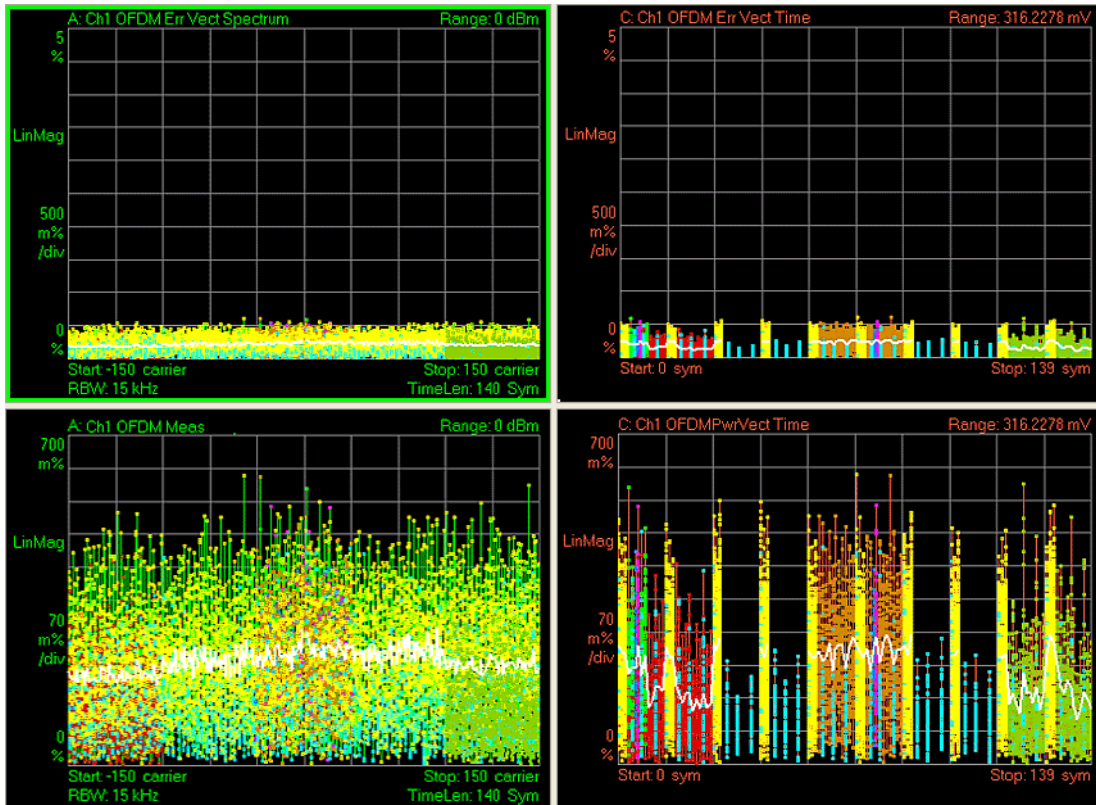 A: Ch1 OFDM Err Vect Spectrum Range: 0 dBm
5
%
LinMag
500
m%
/div
0
%
Start: -150 carrier Stop: 150 carrier
RBW: 15 kHz TimeLen: 140 Sym
C: Ch1 OFDM Err Vect Time Range: 316.2278 mV
5
%
LinMag
500
m%
/div
0
%
Start: 0 sym Stop: 139 sym
A: Ch1 OFDM Meas Range: 0 dBm
700
m%
LinMag
70
m%
/div
0
%
Start: -150 carrier Stop: 150 carrier
RBW: 15 kHz TimeLen: 140 Sym
C: Ch1 OFDMPwrVect Time Range: 316.2278 mV
700
m%
LinMag
70
m%
/div
0
%
Start: 0 sym Stop: 139 sym